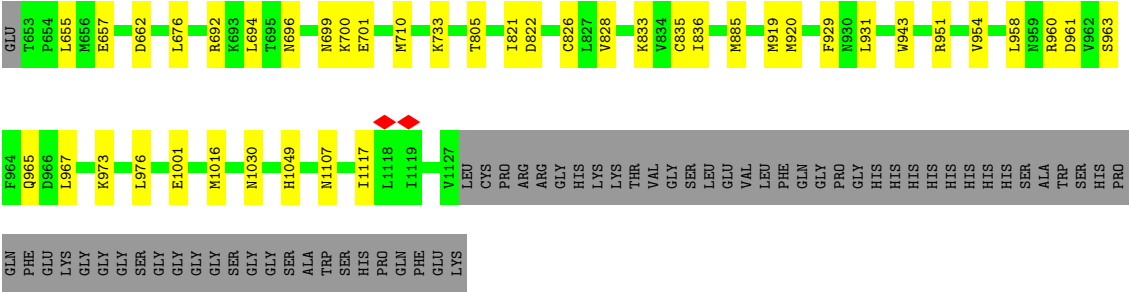 GLU T653 P654 L655 M656 E657 D662 L676 R692 K693 L694 T695 N696 N699 K700 E701 M710 K733 T805 I821 D822 C826 L827 V828 K833 V834 C835 I836 M885 M919 M920 F929 N930 L931 W943 R951 V954 L958 N959 R960 D961 V962 S963
F964 Q965 D966 L967 K973 L976 E1001 M1016 N1030 H1049 N1107 I1117 L1118 I1119 V1127 LEU CYS PRO ARG ARG GLY HIS LYS LYS THR VAL GLY SER LEU GLU VAL LEU PHE GLN GLY PRO GLY HIS HIS HIS HIS HIS HIS HIS HIS SER ALA TRP SER HIS PRO
GLN PHE GLU LYS GLY GLY GLY SER GLY GLY GLY GLY SER GLY GLY SER ALA TRP SER HIS PRO GLN PHE GLU LYS